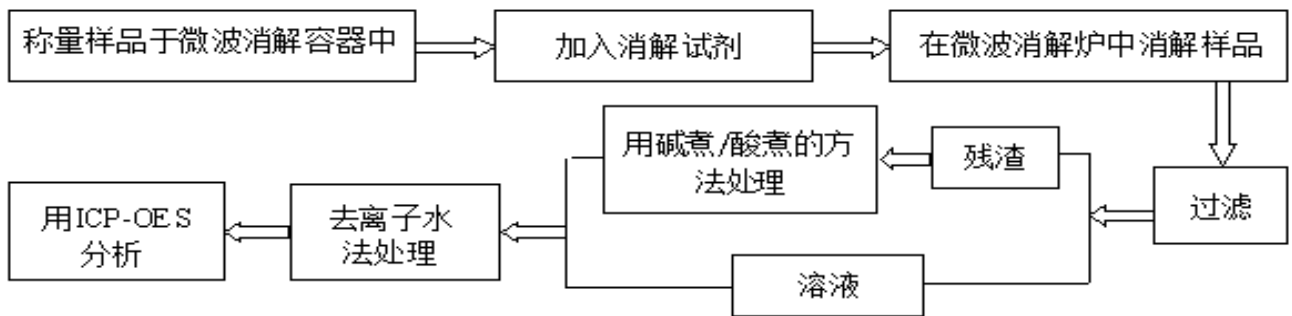 称量样品于微波消解容器中
加入消解试剂
在微波消解炉中消解样品
过滤
残渣
用碱煮/酸煮的方
法处理
溶液
去离子水
法处理
用ICP-OES
分析